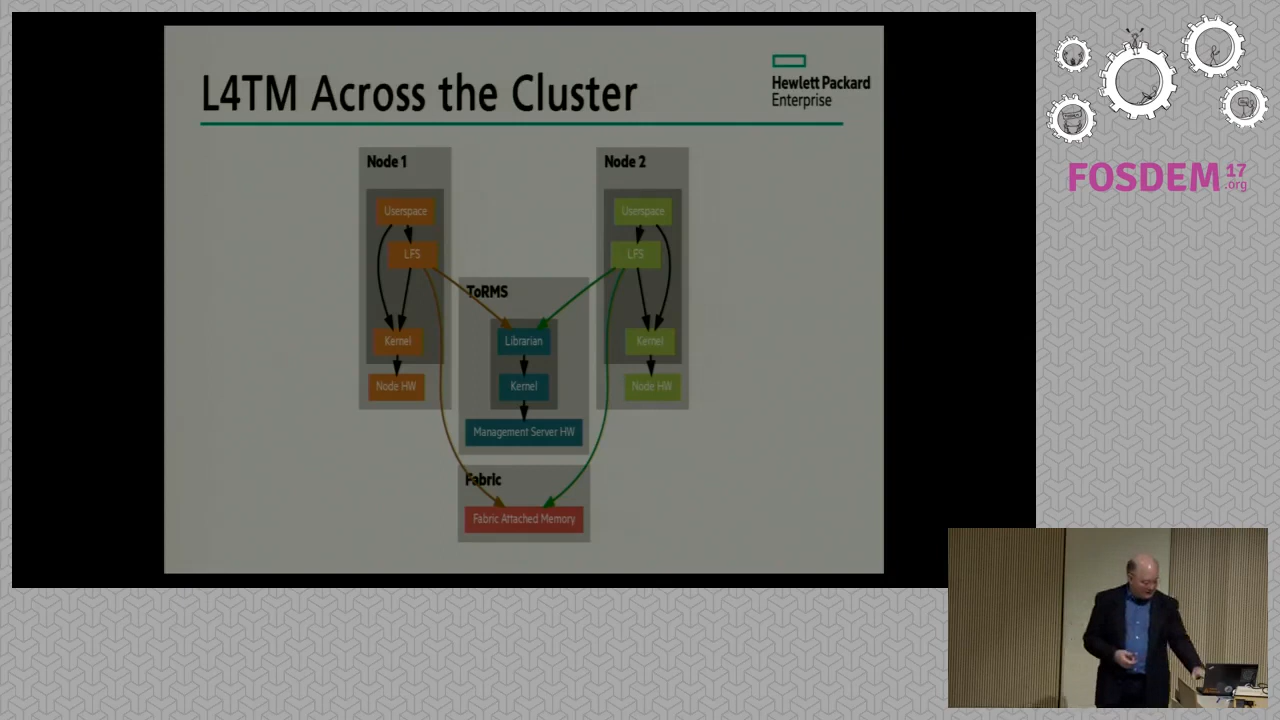 L4TM Across the Cluster
Hewlett Packard
Enterprise
Node 1
Userspace
LFS
Kernel
Node HW
ToRMS
Librarian
Kernel
Management Server HW
Node 2
Userspace
LFS
Kernel
Node HW
Fabric
Fabric Attached Memory
FOSDEM 17
.org